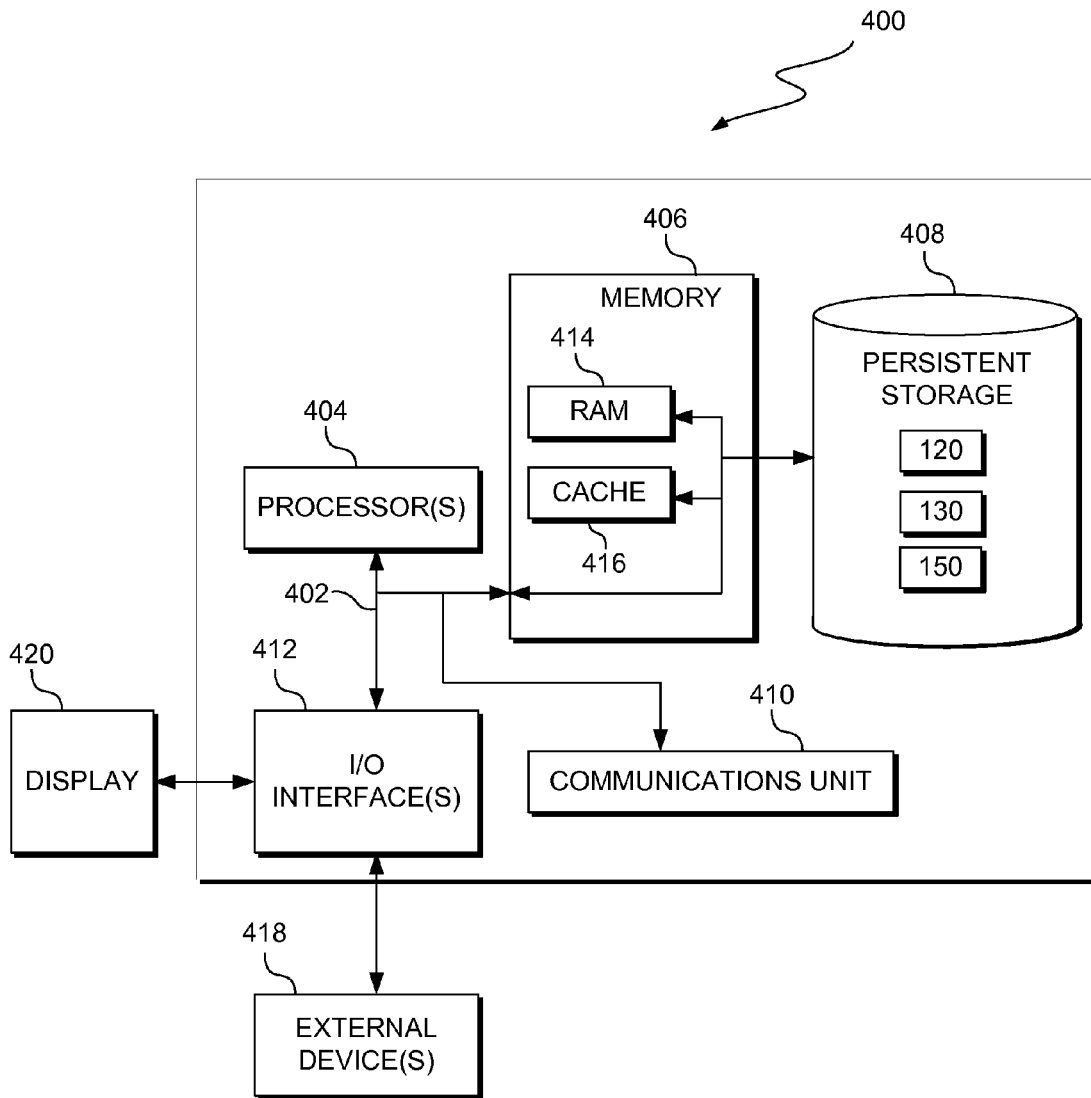 400
406
408
MEMORY
PERSISTENT
STORAGE
414
RAM
120
404
CACHE
130
PROCESSOR(S)
416
150
402
420
412
410
DISPLAY
I/O
INTERFACE(S)
COMMUNICATIONS UNIT
418
EXTERNAL
DEVICE(S)